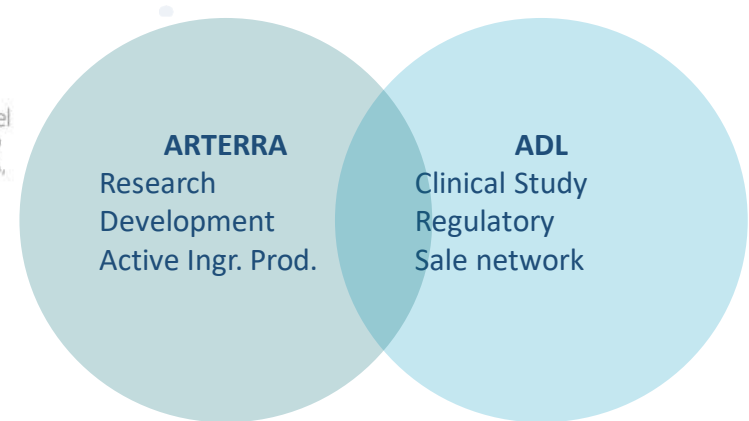 ARTERRA
Research
Development
Active Ingr. Prod.
ADL
Clinical Study
Regulatory
Sale network